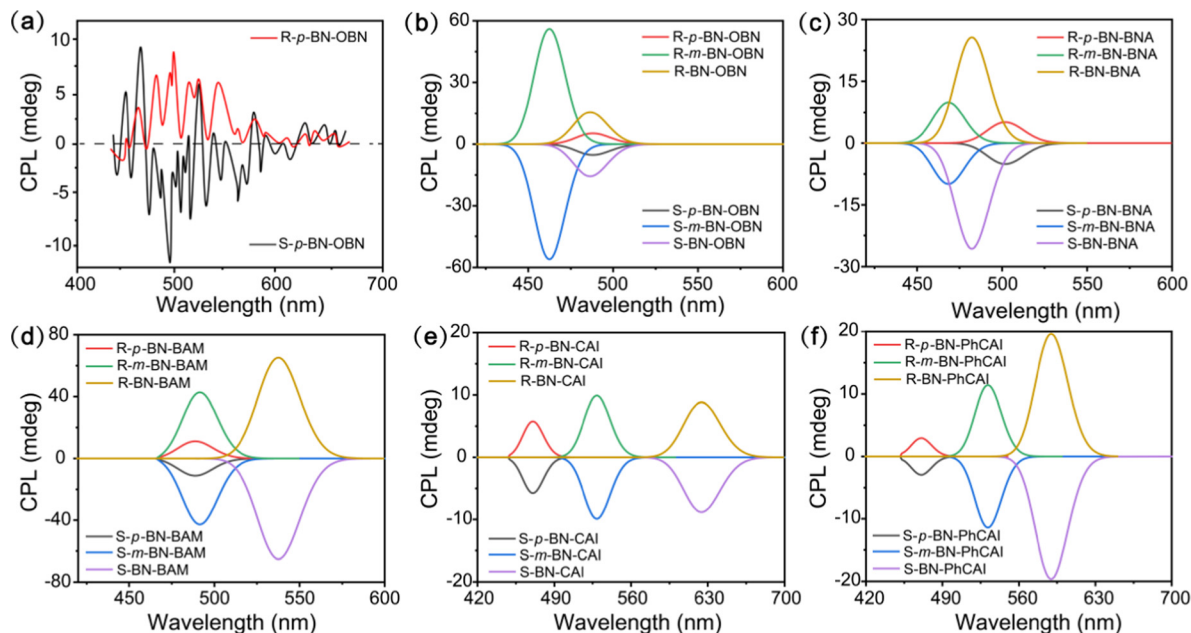 (a)
CPL (mdeg)
10
5
0
-5
-10
R-p-BN-OBN
S-p-BN-OBN
400 500 600 700
Wavelength (nm)
(b)
CPL (mdeg)
60
30
0
-30
-60
R-p-BN-OBN
R-m-BN-OBN
R-BN-OBN
S-p-BN-OBN
S-m-BN-OBN
S-BN-OBN
450 500 550 600
Wavelength (nm)
(c)
CPL (mdeg)
30
15
0
-15
-30
R-p-BN-BNA
R-m-BN-BNA
R-BN-BNA
S-p-BN-BNA
S-m-BN-BNA
S-BN-BNA
450 500 550 600
Wavelength (nm)
(d)
CPL (mdeg)
80
40
0
-40
-80
R-p-BN-BAM
R-m-BN-BAM
R-BN-BAM
S-p-BN-BAM
S-m-BN-BAM
S-BN-BAM
450 500 550 600
Wavelength (nm)
(e)
CPL (mdeg)
20
10
0
-10
-20
R-p-BN-CAI
R-m-BN-CAI
R-BN-CAI
S-p-BN-CAI
S-m-BN-CAI
S-BN-CAI
420 490 560 630 700
Wavelength (nm)
(f)
CPL (mdeg)
20
10
0
-10
-20
R-p-BN-PhCAI
R-m-BN-PhCAI
R-BN-PhCAI
S-p-BN-PhCAI
S-m-BN-PhCAI
S-BN-PhCAI
420 490 560 630 700
Wavelength (nm)